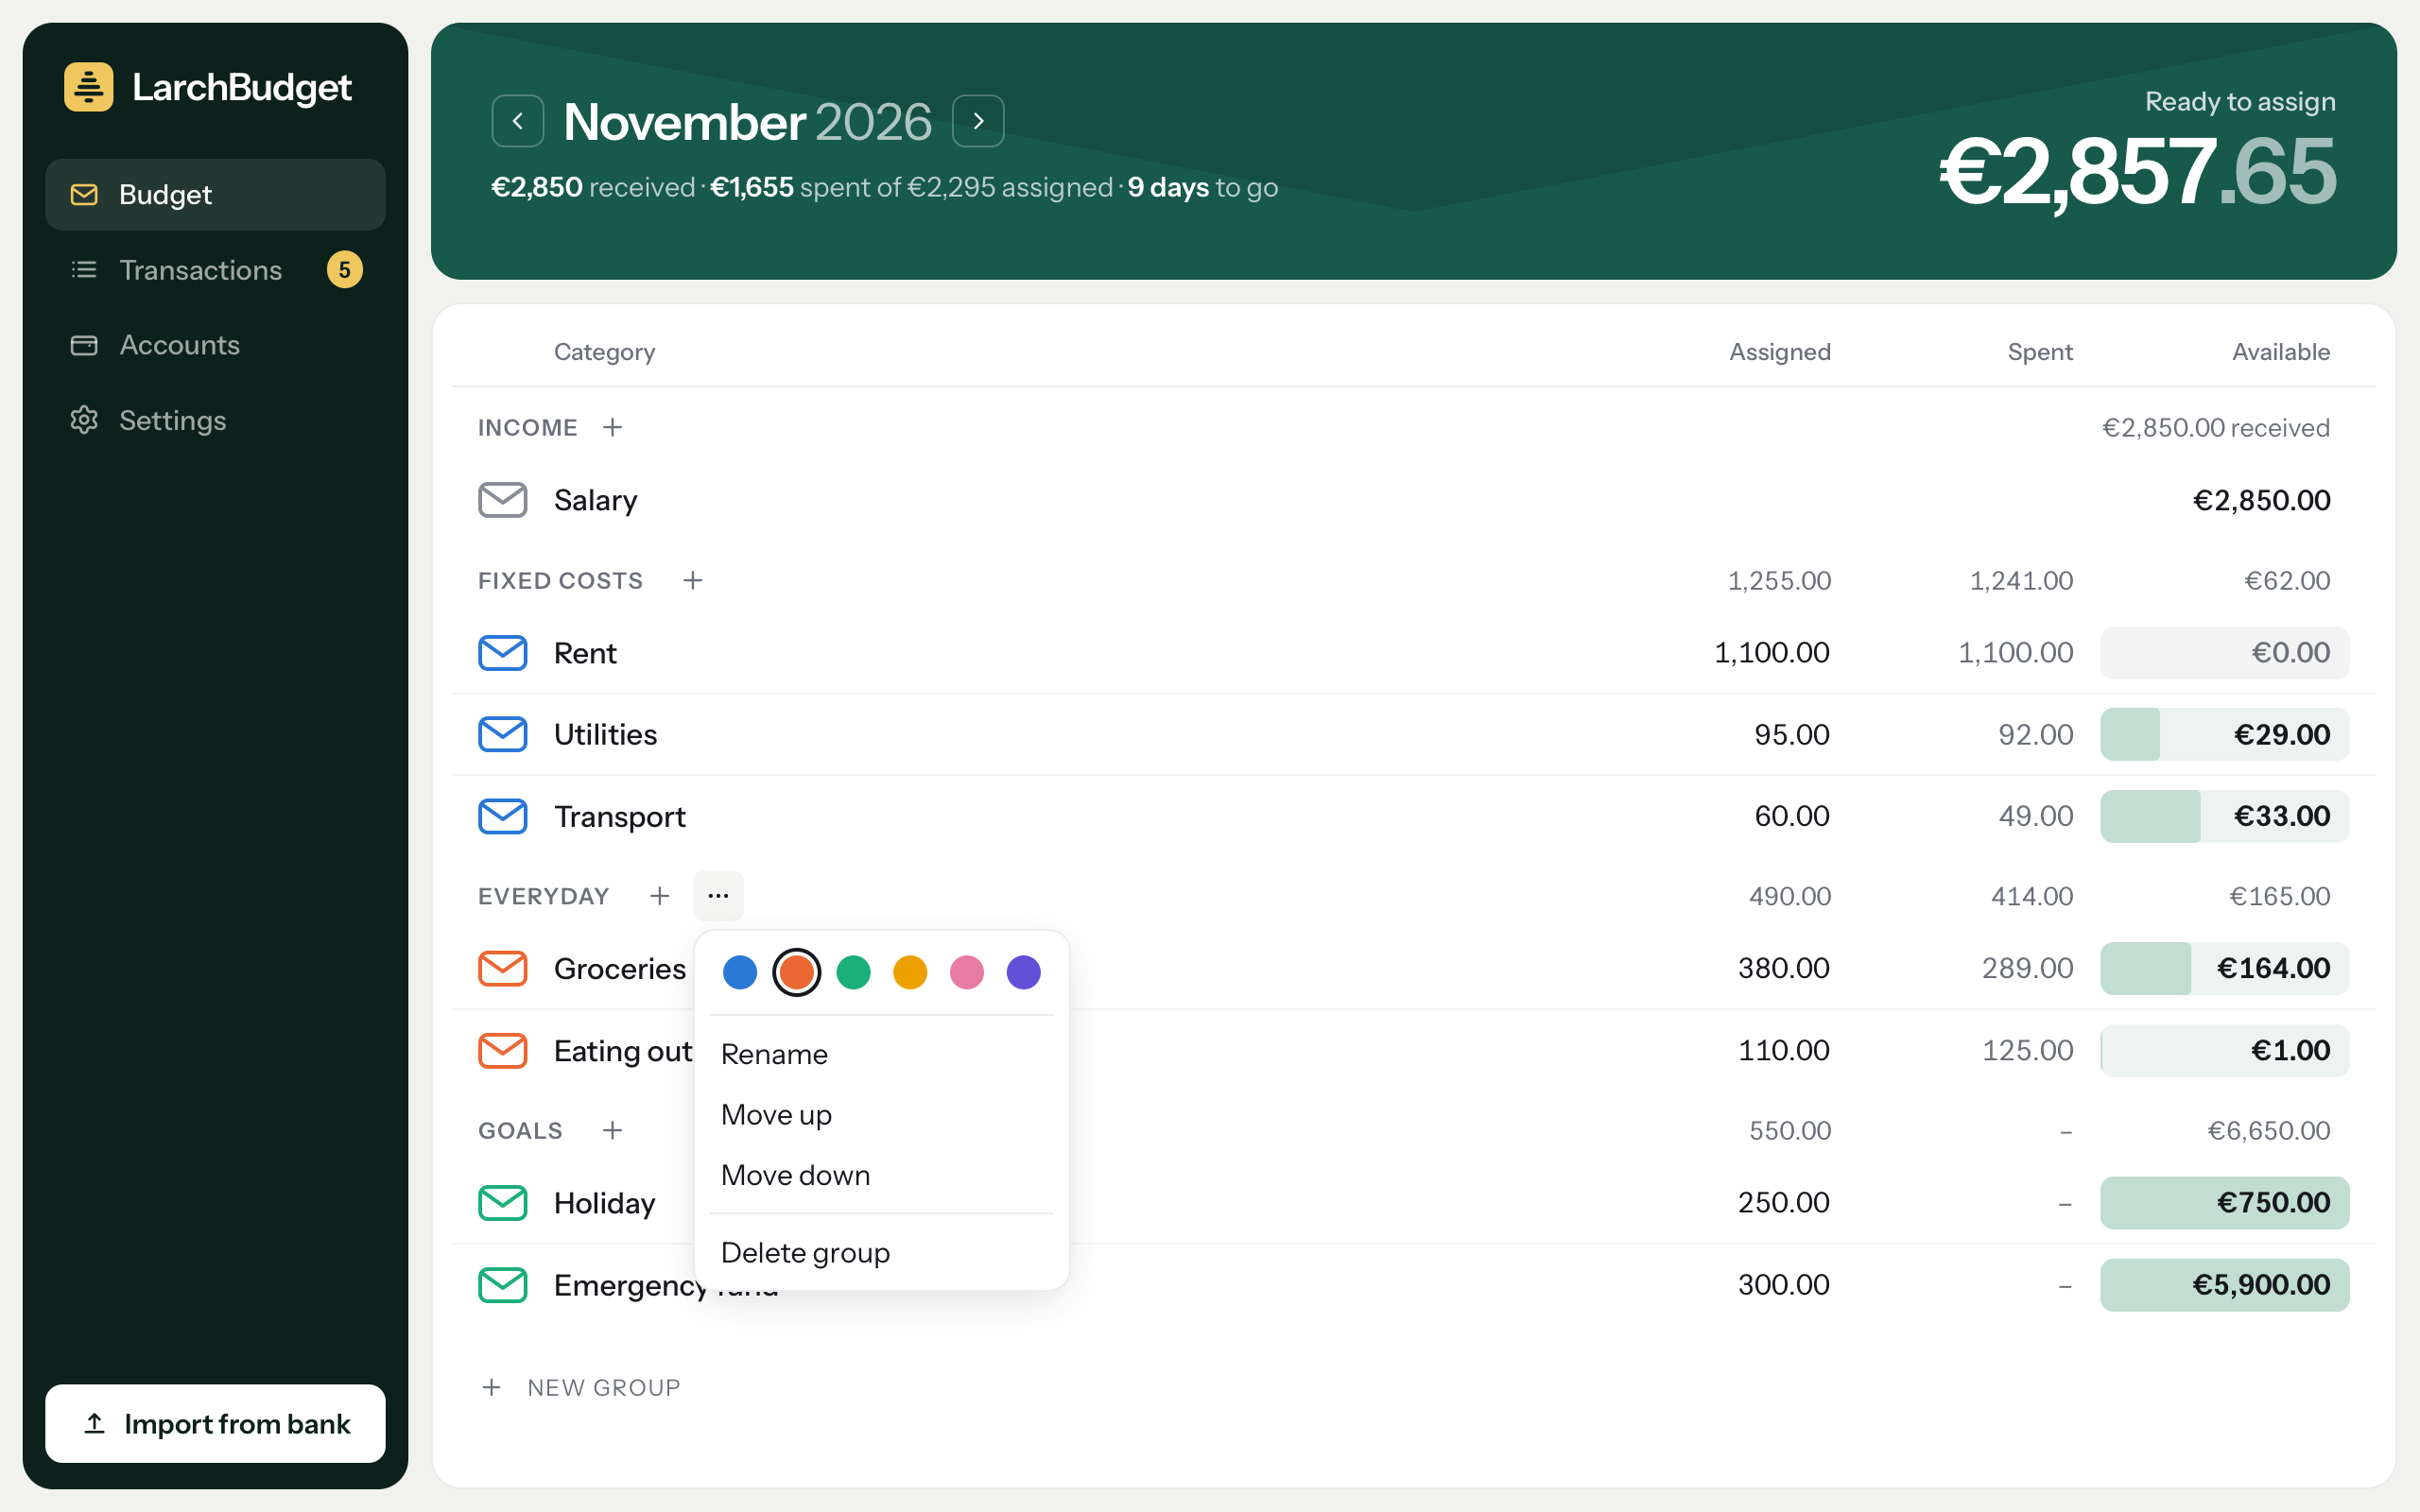 LarchBudget
Budget
Transactions 5
Accounts
Settings
Import from bank
November 2026
€2,850 received · €1,655 spent of €2,295 assigned · 9 days to go
Ready to assign
€2,857.65
Category Assigned Spent Available
INCOME €2,850.00 received
Salary €2,850.00
FIXED COSTS 1,255.00 1,241.00 €62.00
Rent 1,100.00 1,100.00 €0.00
Utilities 95.00 92.00 €29.00
Transport 60.00 49.00 €33.00
EVERYDAY 490.00 414.00 €165.00
Groceries 380.00 289.00 €164.00
Eating out 110.00 125.00 €1.00
Rename
Move up
Move down
Delete group
GOALS 550.00 – €6,650.00
Holiday 250.00 – €750.00
Emergency fund 300.00 – €5,900.00
NEW GROUP